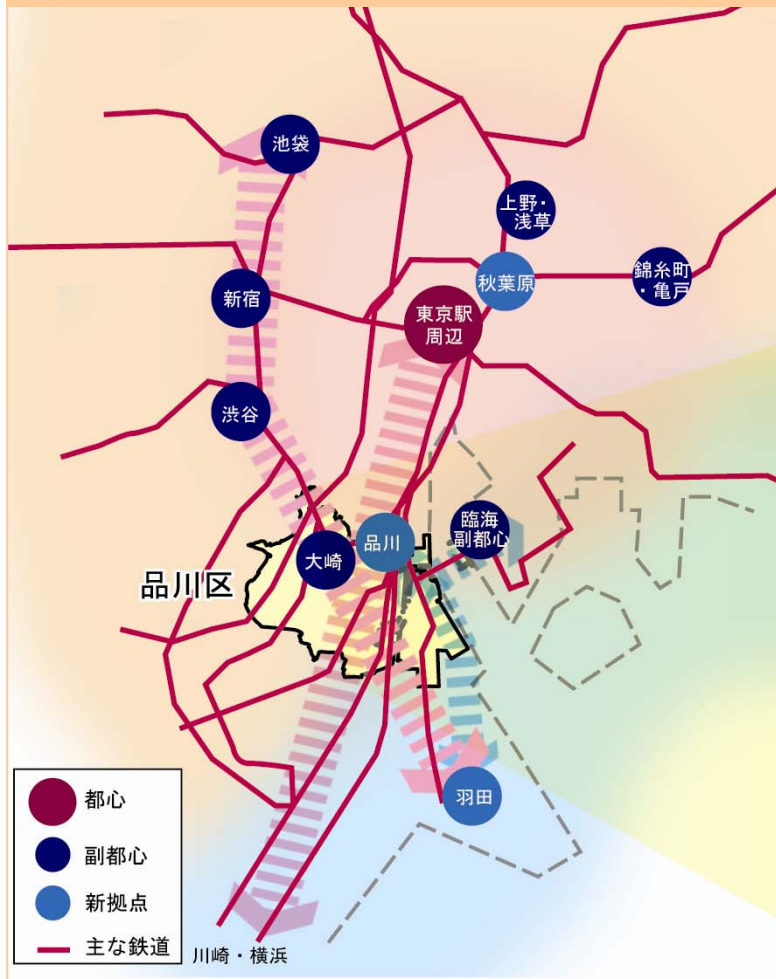 池袋
上野・
浅草
秋葉原
錦糸町
・亀戸
新宿
東京駅
周辺
渋谷
臨海
副都心
品川
大崎
品川区
羽田
都心
副都心
新拠点
主な鉄道
川崎・横浜